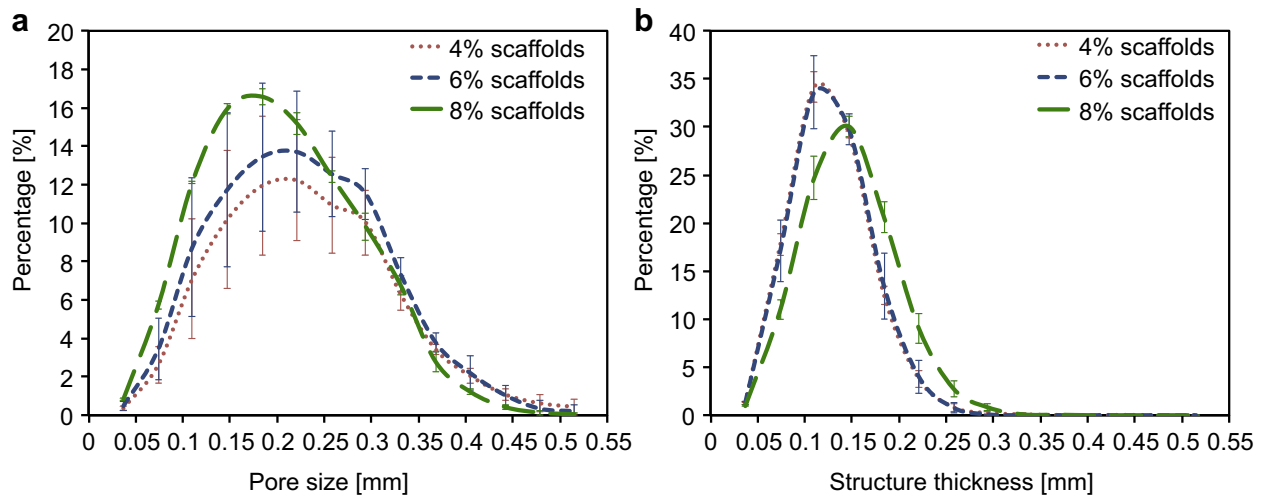 a
20
18
16
14
12
10
8
6
4
2
0
Percentage [%]
4% scaffolds
6% scaffolds
8% scaffolds
0 0.05 0.1 0.15 0.2 0.25 0.3 0.35 0.4 0.45 0.5 0.55
Pore size [mm]
b
40
35
30
25
20
15
10
5
0
Percentage [%]
4% scaffolds
6% scaffolds
8% scaffolds
0 0.05 0.1 0.15 0.2 0.25 0.3 0.35 0.4 0.45 0.5 0.55
Structure thickness [mm]